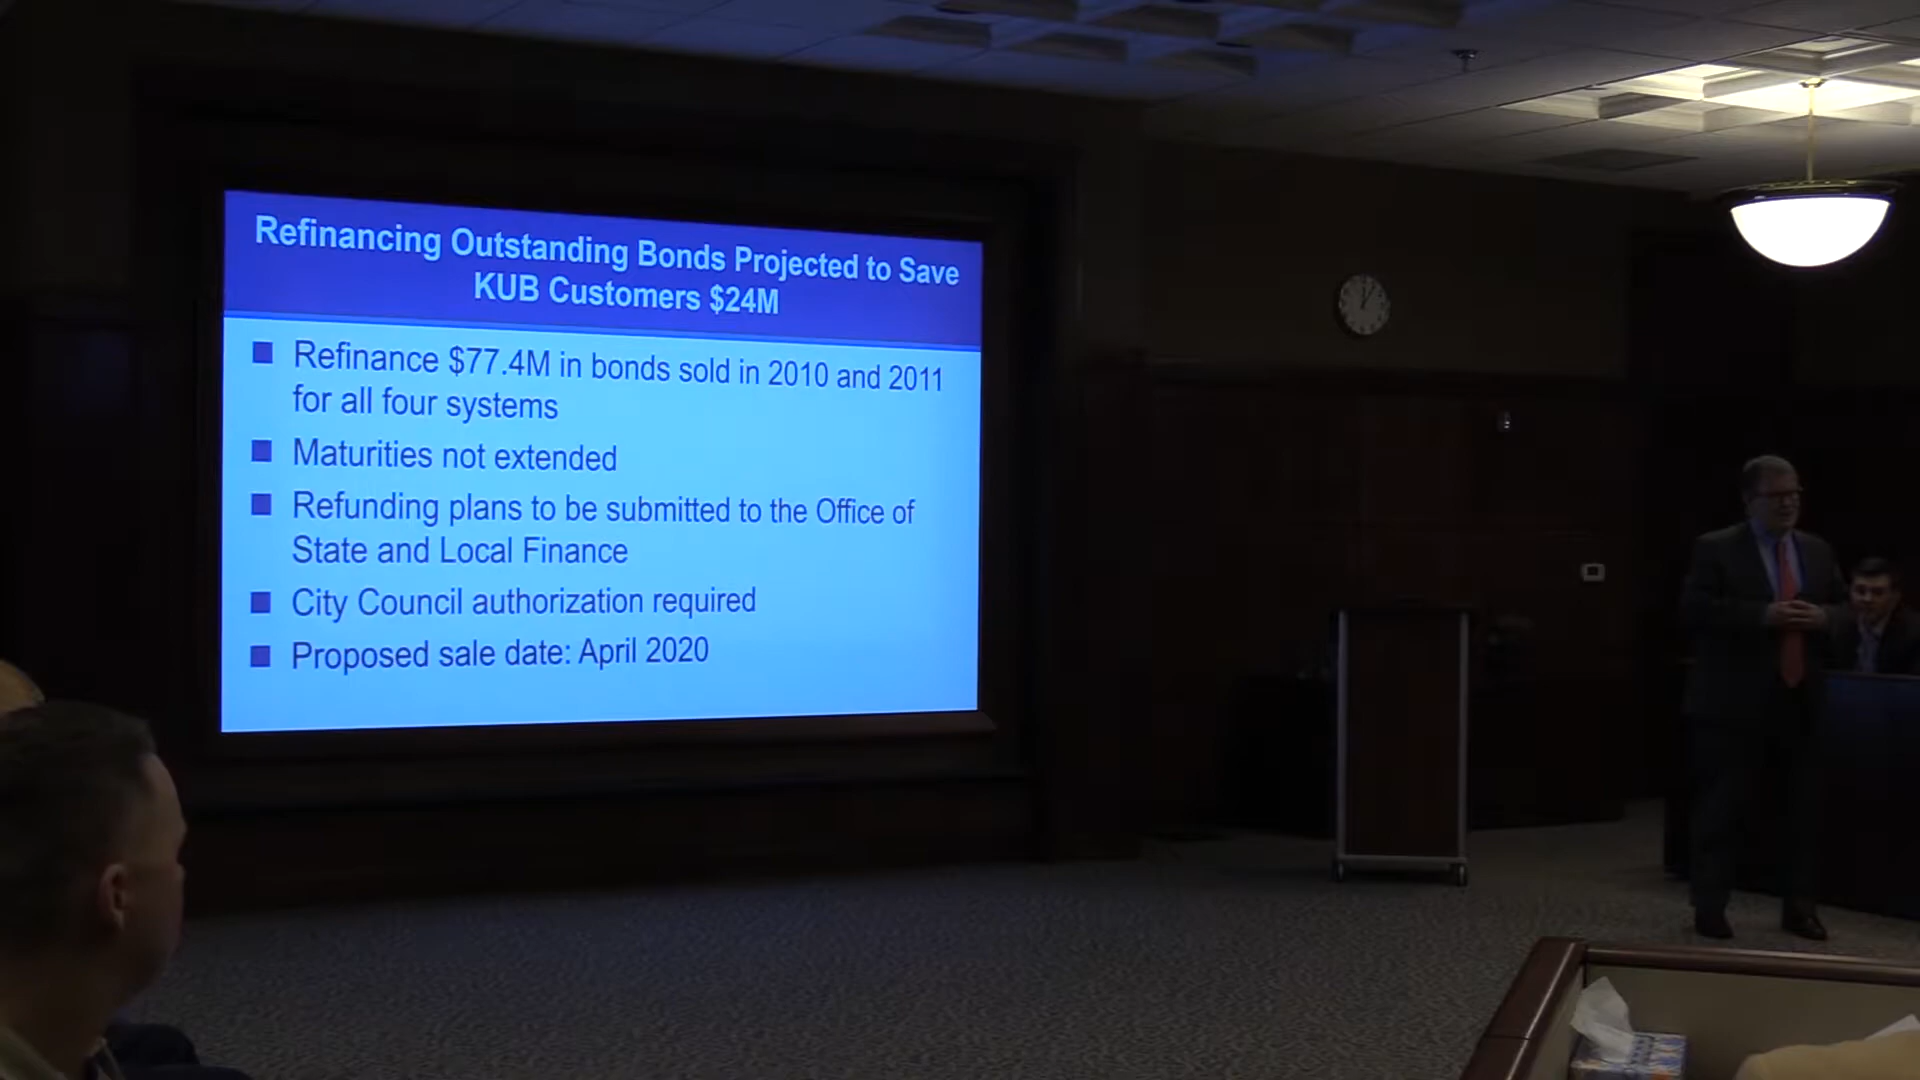 Refinancing Outstanding Bonds Projected to Save
KUB Customers $24M
Refinance $77.4M in bonds sold in 2010 and 2011
for all four systems
Maturities not extended
Refunding plans to be submitted to the Office of
State and Local Finance
City Council authorization required
Proposed sale date: April 2020